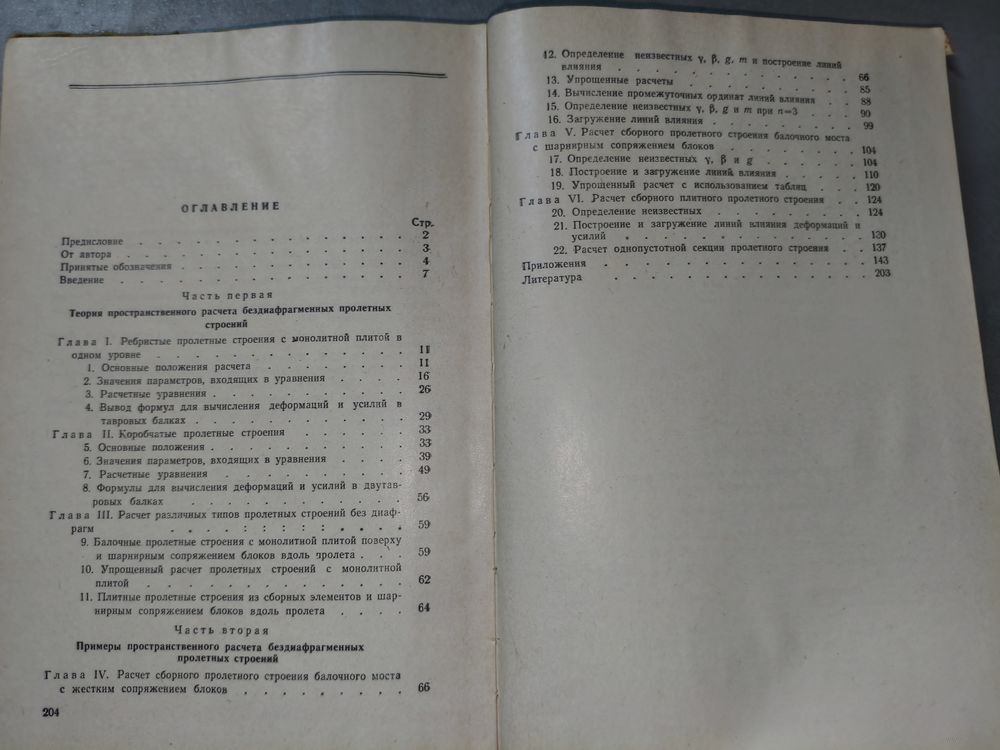 ОГЛАВЛЕНИЕ
Стр.
Предисловие . . . . . . . . . . . . . . . 2
От автора . . . . . . . . . . . . . . . 3
Принятые обозначения . . . . . . . . . . . . 4
Введение . . . . . . . . . . . . . . . 7
Часть первая
Теория пространственного расчета бездиафрагменных пролетных
строений
Глава I. Ребристые пролетные строения с монолитной плитой в
одном уровне . . . . . . . . . . . . 11
1. Основные положения расчета . . . . . . . 11
2. Значения параметров, входящих в уравнения . . . . 16
3. Расчетные уравнения . . . . . . . . . . 26
4. Вывод формул для вычисления деформаций и усилий в
тавровых балках . . . . . . . . . . . 29
Глава II. Коробчатые пролетные строения . . . . . 33
5. Основные положения . . . . . . . . . . 33
6. Значения параметров, входящих в уравнения . . . . 39
7. Расчетные уравнения . . . . . . . . . 49
8. Формулы для вычисления деформаций и усилий в двутав-
ровых балках . . . . . . . . . . 56
Глава III. Расчет различных типов пролетных строений без диаф-
рагм . . . . : : : : : . . . . 59
9. Балочные пролетные строения с монолитной плитой поверху
и шарнирным сопряжением блоков вдоль пролета . . . 59
10. Упрощенный расчет пролетных строений с монолитной
плитой . . . . . . . . . . . . 62
11. Плитные пролетные строения из сборных элементов и шар-
нирным сопряжением блоков вдоль пролета . . . . 64
Часть вторая
Примеры пространственного расчета бездиафрагменных
пролетных строений
Глава IV. Расчет сборного пролетного строения балочного моста
с жестким сопряжением блоков . . . . . . . . 66
204
12. Определение неизвестных γ, β, g, m и построение линий
влияния . . . . . . . . . . . . 66
13. Упрощенные расчеты . . . . . . . . . 85
14. Вычисление промежуточных ординат линий влияния . . 88
15. Определение неизвестных γ, β, g и m при n=3 . . . 90
16. Загружение линий влияния . . . . . . . . 99
Глава V. Расчет сборного пролетного строения балочного моста
с шарнирным сопряжением блоков . . . . . . . 104
17. Определение неизвестных γ, β и g . . . . . . 104
18. Построение и загружение линий влияния . . . . . 110
19. Упрощенный расчет с использованием таблиц . . . 120
Глава VI. Расчет сборного плитного пролетного строения . . 124
20. Определение неизвестных . . . . . . . . 124
21. Построение и загружение линий влияния деформаций и
усилий . . . . . . . . . . . . 130
22. Расчет однопустотной секции пролетного строения . . 137
Приложения . . . . . . . . . . . . . . 143
Литература . . . . . . . . . . . . . . 203